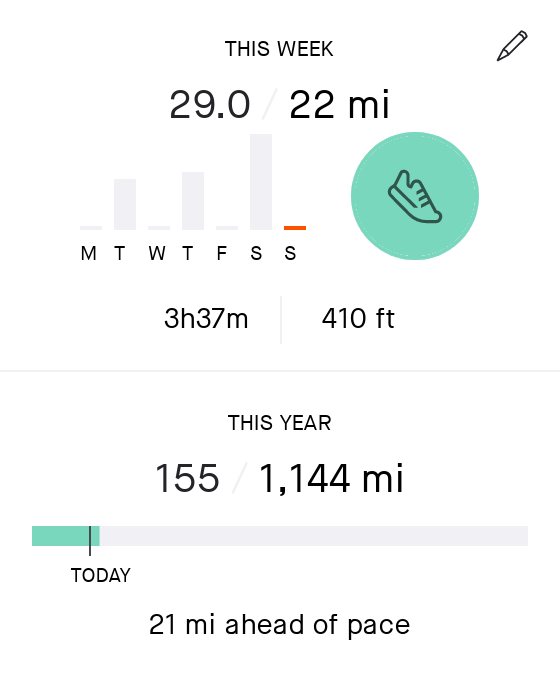 THIS WEEK
29.0 / 22 mi
M T W T F S S
3h37m 410 ft
THIS YEAR
155 / 1,144 mi
TODAY
21 mi ahead of pace